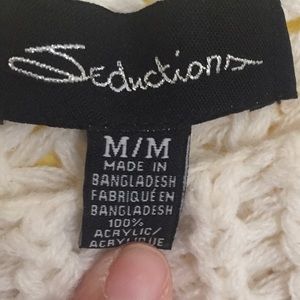 Seductions
M/M
MADE IN
BANGLADESH
FABRIQUÉ EN
BANGLADESH
100%
ACRYLIC/
ACRYLIQUE